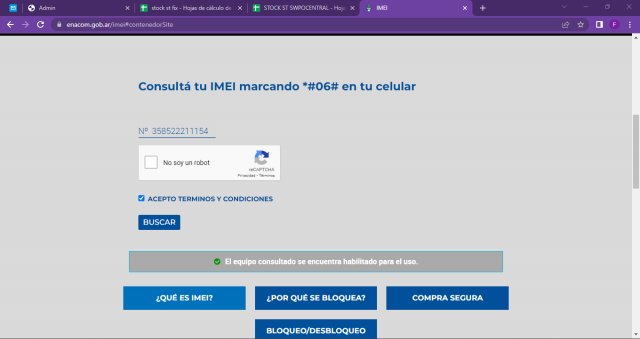 Admin
stock st fix - Hojas de cálculo de
STOCK ST SWPOCENTRAL - Hoja
IMEI
enacom.gob.ar/imei#contenedorSite
F
Consultá tu IMEI marcando *#06# en tu celular
Nº 358522211154
No soy un robot
reCAPTCHA
Privacidad - Términos
ACEPTO TERMINOS Y CONDICIONES
BUSCAR
El equipo consultado se encuentra habilitado para el uso.
¿QUÉ ES IMEI?
¿POR QUÉ SE BLOQUEA?
COMPRA SEGURA
BLOQUEO/DESBLOQUEO